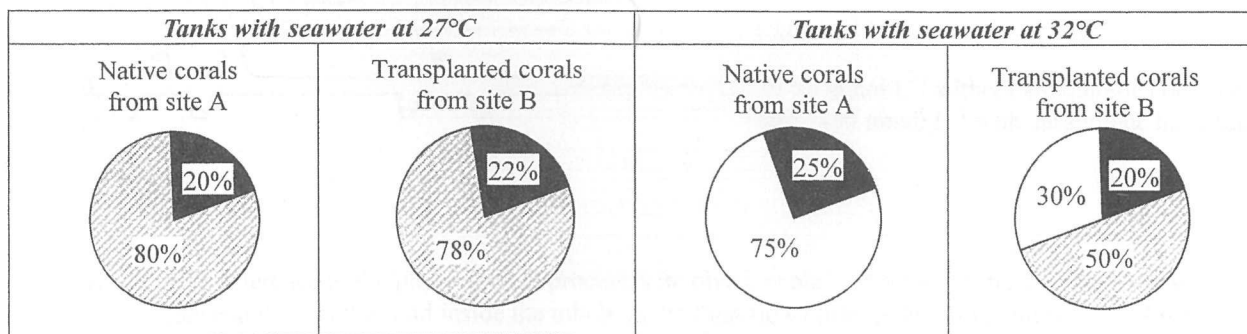 Tanks with seawater at 27°C
Tanks with seawater at 32°C
Native corals
from site A
Transplanted corals
from site B
Native corals
from site A
Transplanted corals
from site B
20%
80%
22%
78%
25%
75%
30%
20%
50%